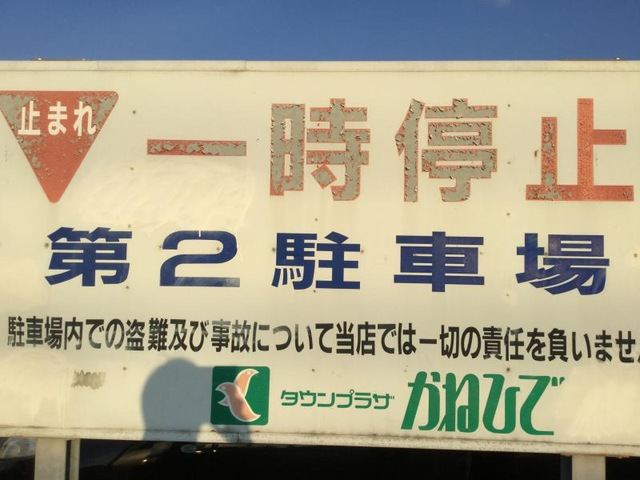 止まれ
一時停止
第2駐車場
駐車場内での盗難及び事故について当店では一切の責任を負いません
タウンプラザ かねひで